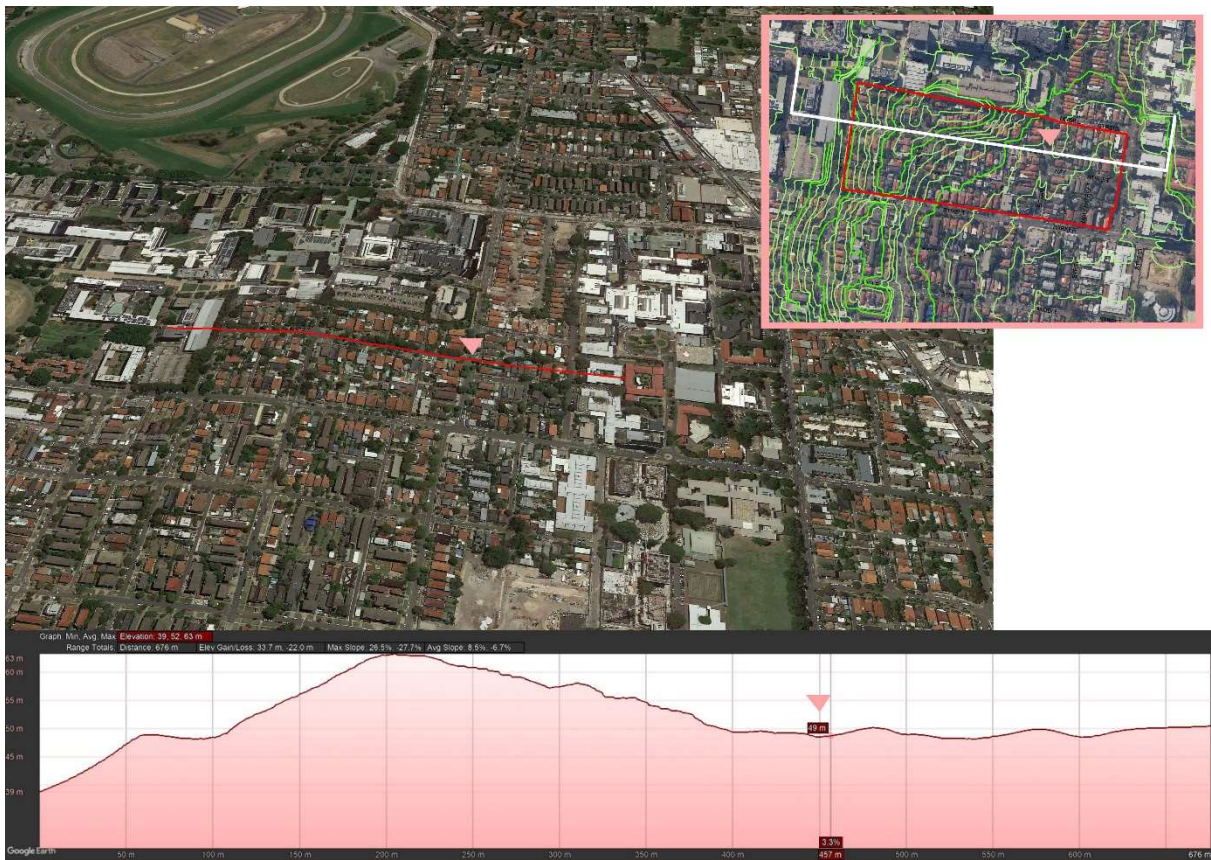 Graph: Min, Avg, Max Elevation: 39, 52, 63 m
Range Totals: Distance: 676 m Elev Gain/Loss: 33.7 m, -22.0 m Max Slope: 26.5%, -27.7% Avg Slope: 8.5%, -6.7%
63 m
60 m
55 m
50 m
49 m
45 m
39 m
3.3%
Google Earth
50 m 100 m 150 m 200 m 250 m 300 m 350 m 400 m 457 m 500 m 550 m 600 m 676 m